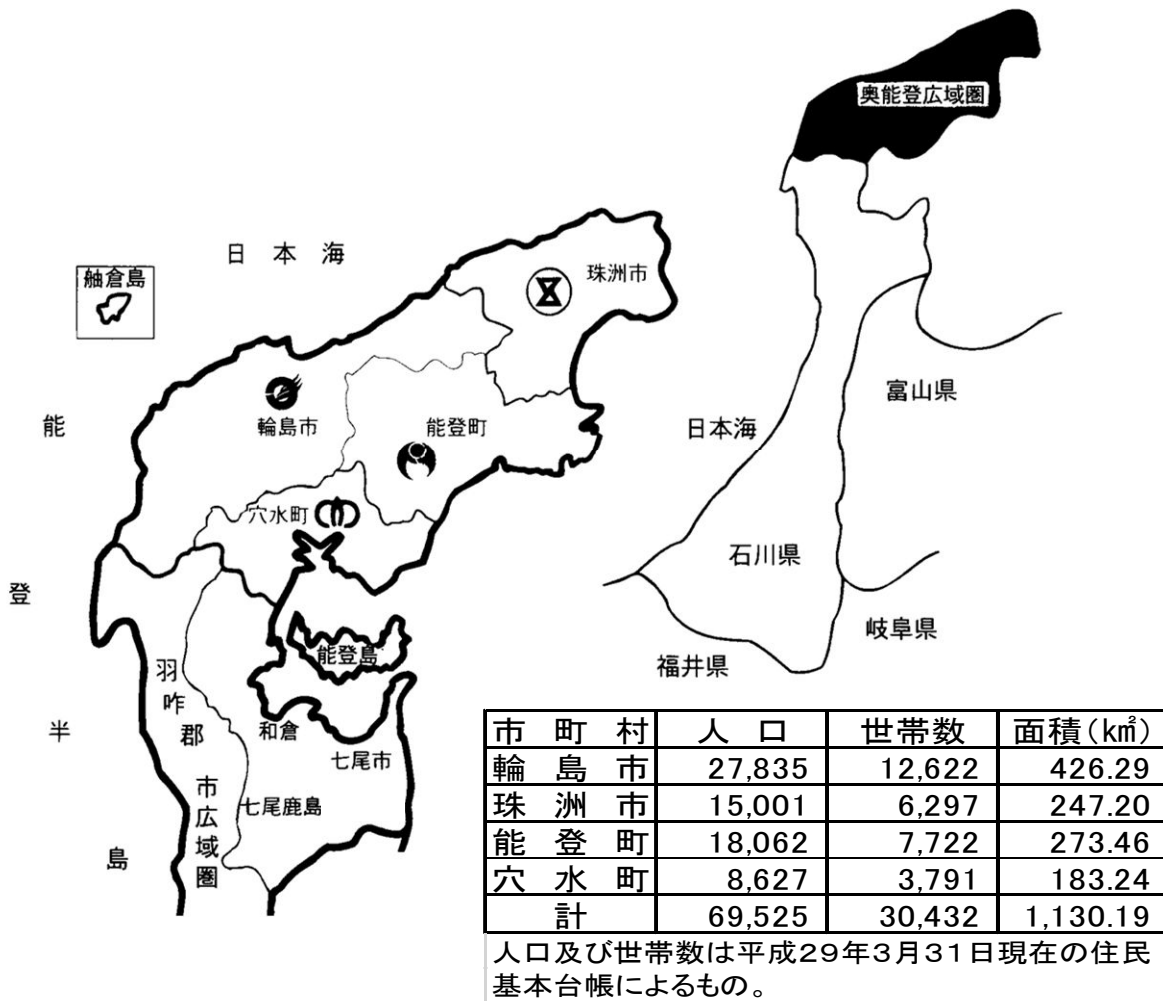 奥能登広域圏
日本海
舳倉島
珠洲市
輪島市
能登町
穴水町
能登島
能登半島
羽咋郡市広域圏
和倉
七尾市
七尾鹿島
日本海
富山県
石川県
岐阜県
福井県
市町村 人口 世帯数 面積(㎢)
輪島市 27,835 12,622 426.29
珠洲市 15,001 6,297 247.20
能登町 18,062 7,722 273.46
穴水町 8,627 3,791 183.24
計 69,525 30,432 1,130.19
人口及び世帯数は平成29年3月31日現在の住民
基本台帳によるもの。